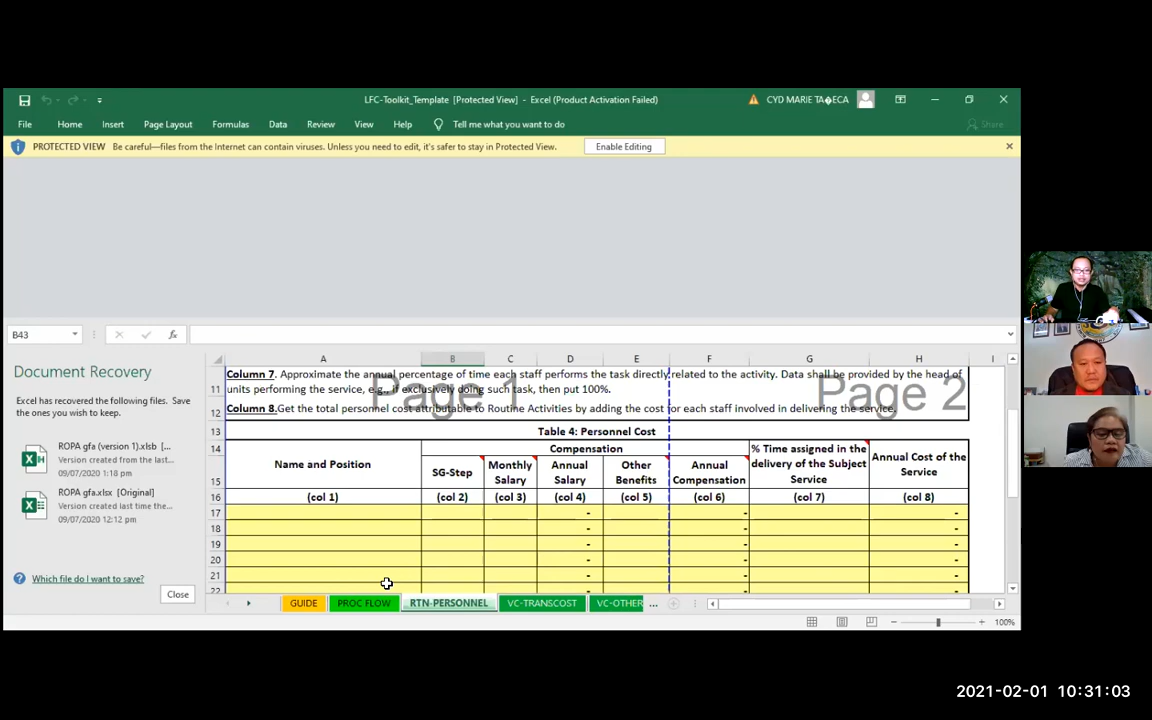 LFC-Toolkit_Template [Protected View] - Excel (Product Activation Failed)
CYD MARIE TA�ECA
File Home Insert Page Layout Formulas Data Review View Help Tell me what you want to do Share
PROTECTED VIEW Be careful—files from the Internet can contain viruses. Unless you need to edit, it's safer to stay in Protected View. Enable Editing
B43
fx
Document Recovery
Excel has recovered the following files. Save
the ones you wish to keep.
ROPA gfa (version 1).xlsb [...
Version created from the last...
09/07/2020 1:18 pm
ROPA gfa.xlsx [Original]
Version created last time the...
09/07/2020 12:12 pm
Which file do I want to save?
Close
A B C D E F G H I
Column 7. Approximate the annual percentage of time each staff performs the task directly related to the activity. Data shall be provided by the head of
11 units performing the service, e.g., if exclusively doing such task, then put 100%.
Page 1 Page 2
12 Column 8.Get the total personnel cost attributable to Routine Activities by adding the cost for each staff involved in delivering the service.
13 Table 4: Personnel Cost
14 Name and Position Compensation % Time assigned in the delivery of the Subject Service Annual Cost of the Service
15 SG-Step Monthly Salary Annual Salary Other Benefits Annual Compensation
16 (col 1) (col 2) (col 3) (col 4) (col 5) (col 6) (col 7) (col 8)
17 - - -
18 - - -
19 - - -
20 - - -
21 - - -
22 - - -
GUIDE PROC FLOW RTN-PERSONNEL VC-TRANSCOST VC-OTHER ...
100%
2021-02-01 10:31:03